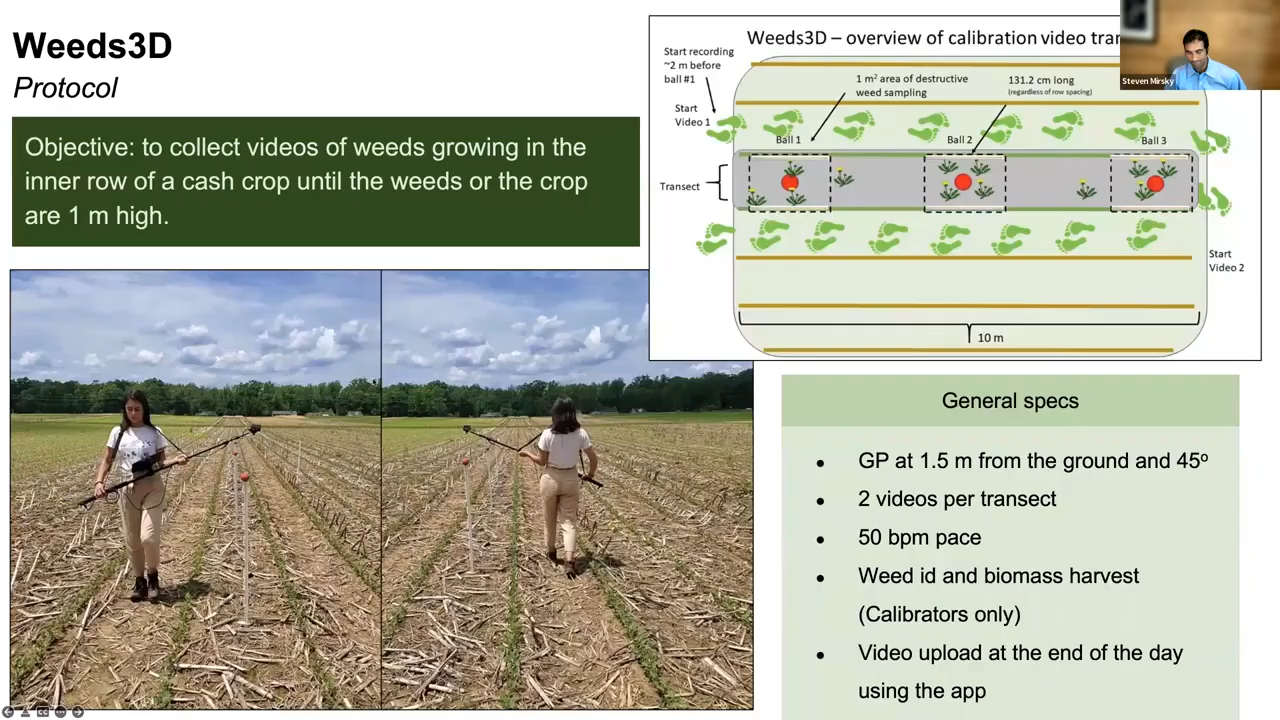 Weeds3D
Protocol
Objective: to collect videos of weeds growing in the
inner row of a cash crop until the weeds or the crop
are 1 m high.
Weeds3D – overview of calibration video
Start recording
~2 m before
ball #1
1 m² area of destructive
weed sampling
131.2 cm long
(regardless of row spacing)
Start
Video 1
Ball 1
Ball 2
Ball 3
Transect
Start
Video 2
10 m
Steven Mirsky
General specs
• GP at 1.5 m from the ground and 45º
• 2 videos per transect
• 50 bpm pace
• Weed id and biomass harvest
(Calibrators only)
• Video upload at the end of the day
using the app
CC